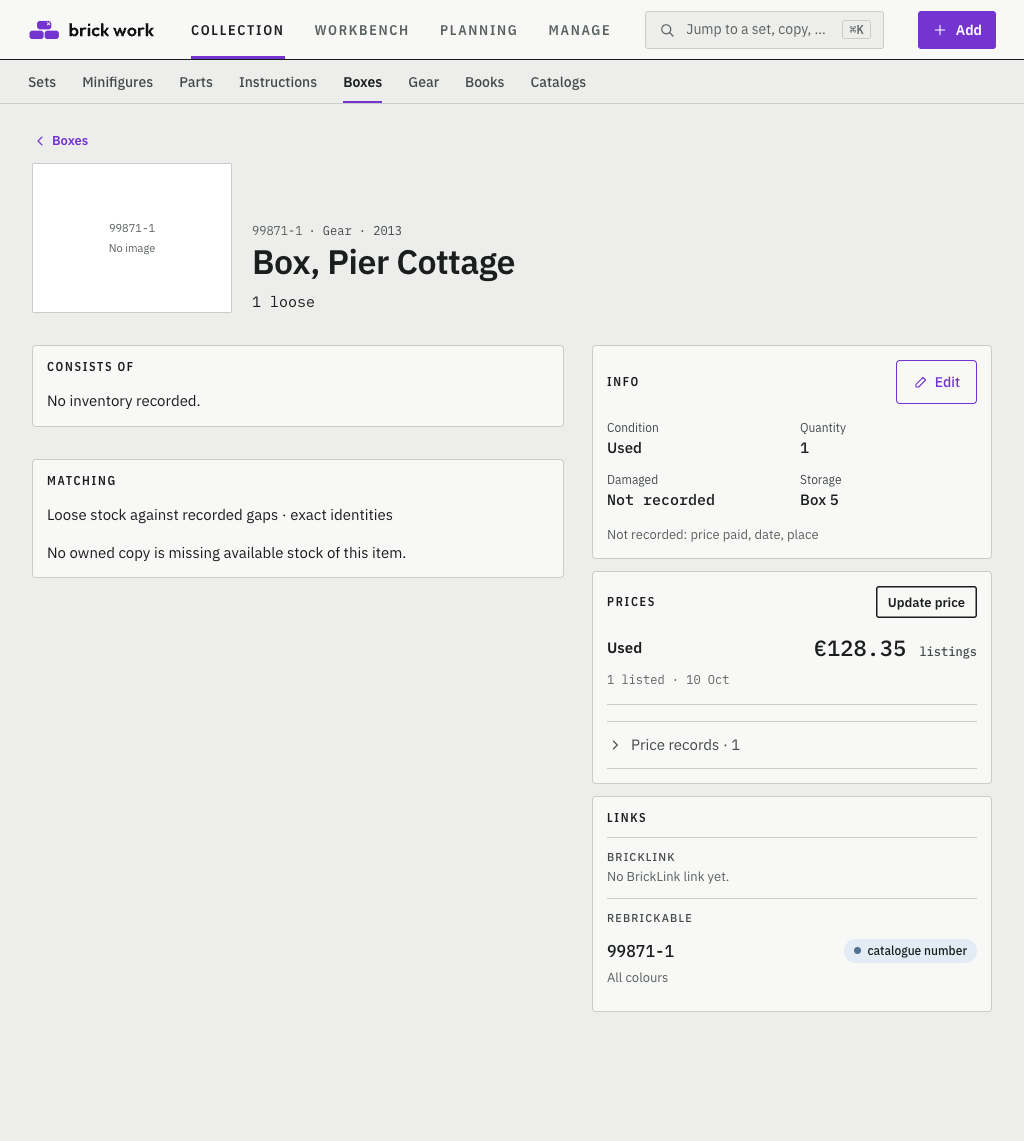 brick work
COLLECTION WORKBENCH PLANNING MANAGE
Jump to a set, copy, ... ⌘K
+ Add
Sets Minifigures Parts Instructions Boxes Gear Books Catalogs
Boxes
99871-1
No image
99871-1 · Gear · 2013
Box, Pier Cottage
1 loose
CONSISTS OF
No inventory recorded.
MATCHING
Loose stock against recorded gaps · exact identities
No owned copy is missing available stock of this item.
INFO
Edit
Condition Quantity
Used 1
Damaged Storage
Not recorded Box 5
Not recorded: price paid, date, place
PRICES
Update price
Used €128.35 listings
1 listed · 10 Oct
Price records · 1
LINKS
BRICKLINK
No BrickLink link yet.
REBRICKABLE
99871-1 catalogue number
All colours